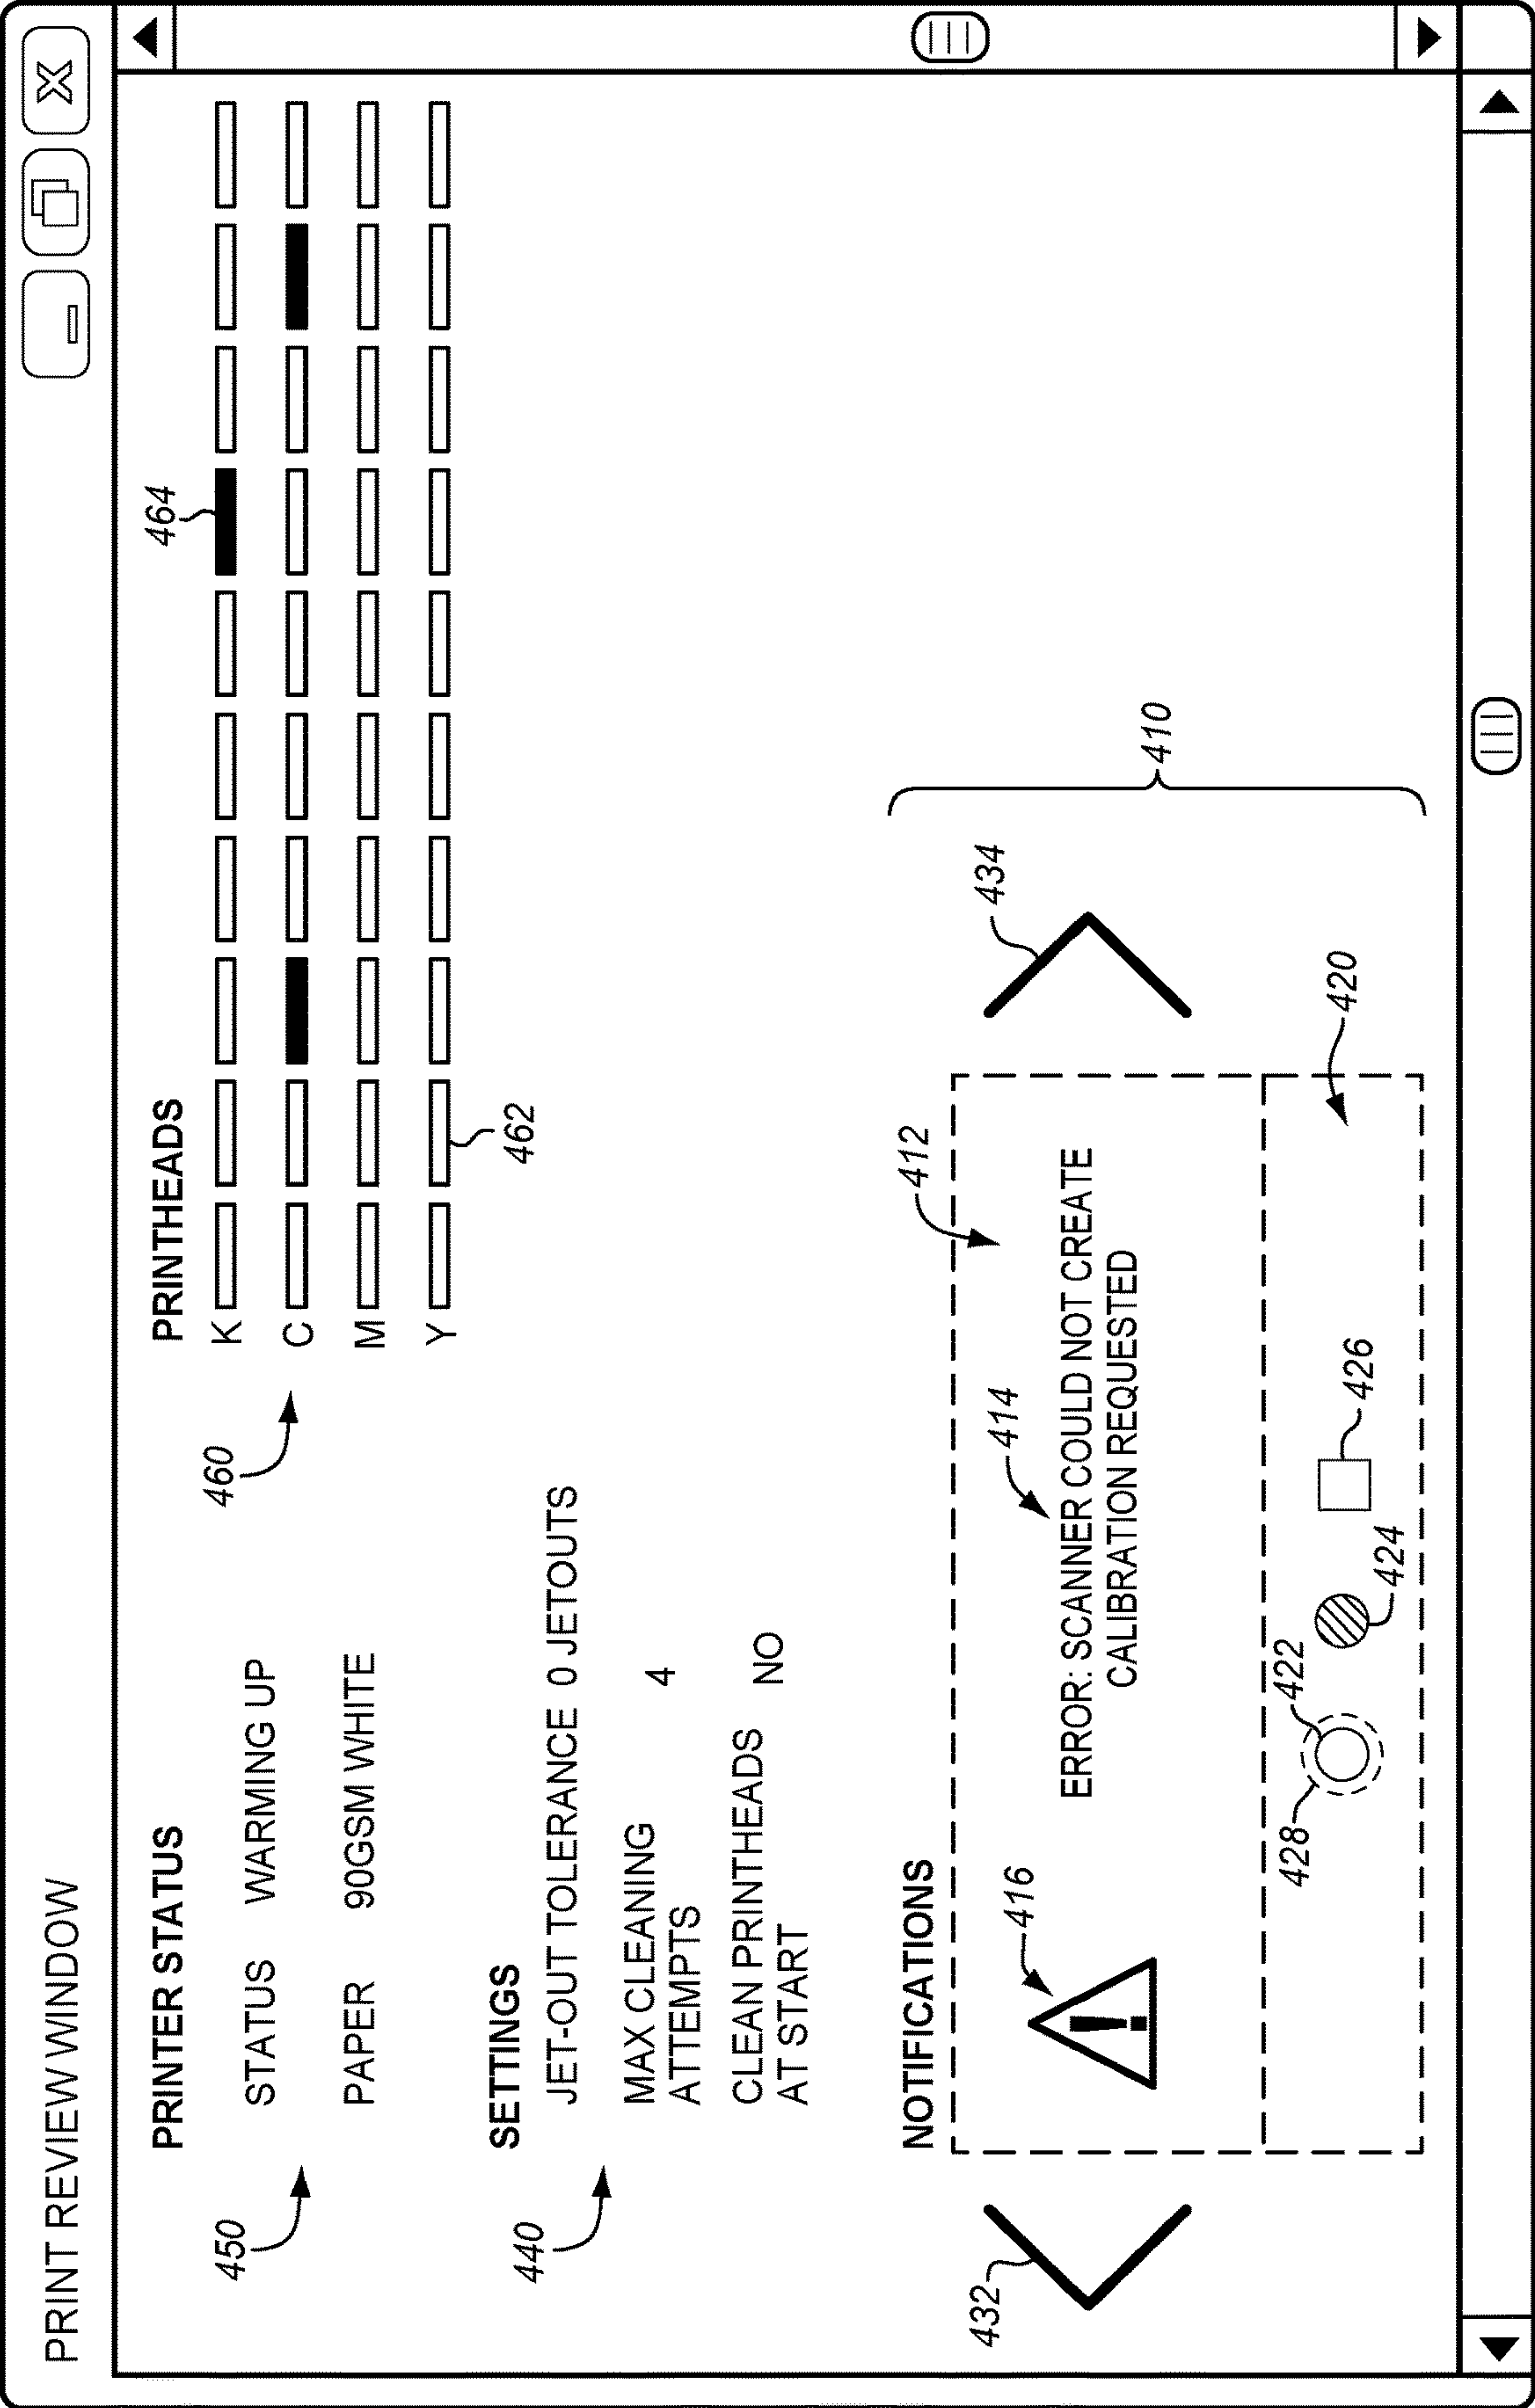 PRINT REVIEW WINDOW
X
PRINTER STATUS
450
STATUS WARMING UP
PAPER 90GSM WHITE
SETTINGS
440
JET-OUT TOLERANCE 0 JETOUTS
MAX CLEANING
ATTEMPTS 4
CLEAN PRINTHEADS
AT START NO
PRINTHEADS
460
464
K
C
M
Y
462
NOTIFICATIONS
410
412
432
434
416
!
414
ERROR: SCANNER COULD NOT CREATE
CALIBRATION REQUESTED
420
428
422
424
426